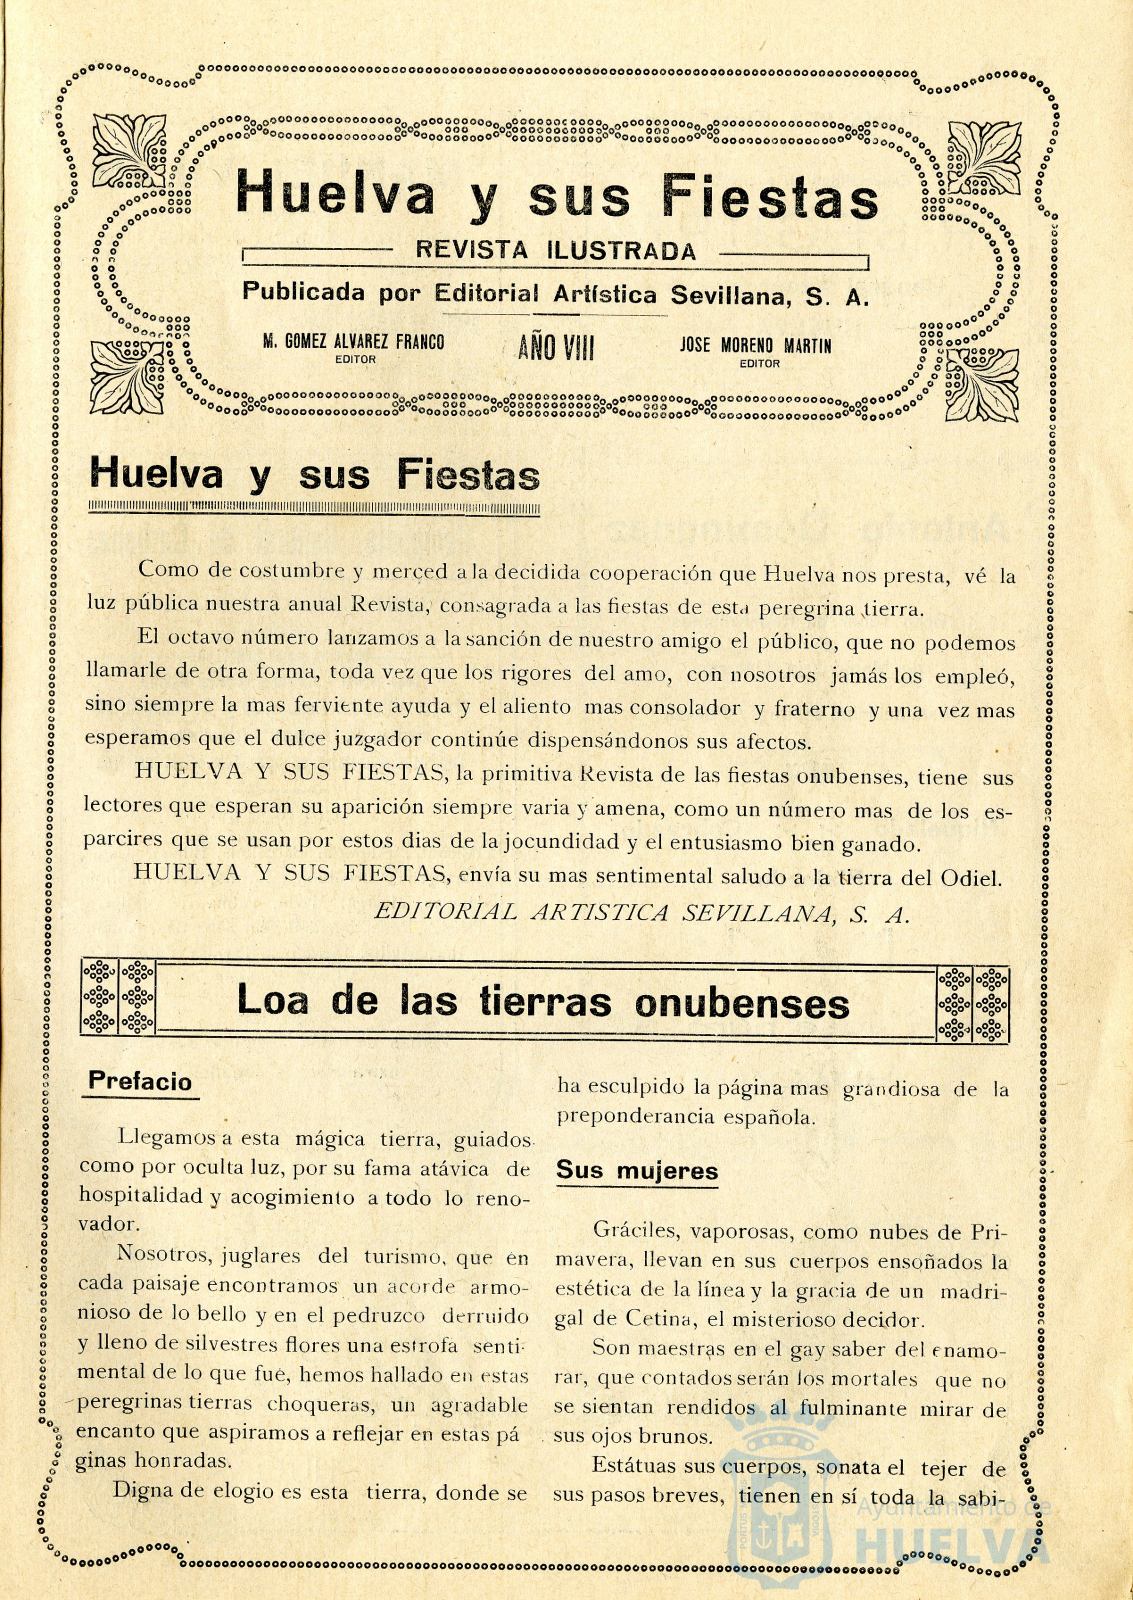 Huelva y sus Fiestas
REVISTA ILUSTRADA
Publicada por Editorial Artística Sevillana, S. A.
M. GOMEZ ALVAREZ FRANCO
EDITOR
AÑO VIII
JOSE MORENO MARTIN
EDITOR
Huelva y sus Fiestas
Como de costumbre y merced a la decidida cooperación que Huelva nos presta, vé la
luz pública nuestra anual Revista, consagrada a las fiestas de esta peregrina tierra.
El octavo número lanzamos a la sanción de nuestro amigo el público, que no podemos
llamarle de otra forma, toda vez que los rigores del amo, con nosotros jamás los empleó,
sino siempre la mas ferviente ayuda y el aliento mas consolador y fraterno y una vez mas
esperamos que el dulce juzgador continúe dispensándonos sus afectos.
HUELVA Y SUS FIESTAS, la primitiva Revista de las fiestas onubenses, tiene sus
lectores que esperan su aparición siempre varia y amena, como un número mas de los es-
parcires que se usan por estos dias de la jocundidad y el entusiasmo bien ganado.
HUELVA Y SUS FIESTAS, envía su mas sentimental saludo a la tierra del Odiel.
EDITORIAL ARTISTICA SEVILLANA, S. A.
Loa de las tierras onubenses
Prefacio
Llegamos a esta mágica tierra, guiados
como por oculta luz, por su fama atávica de
hospitalidad y acogimiento a todo lo reno-
vador.
Nosotros, juglares del turismo, que en
cada paisaje encontramos un acorde armo-
nioso de lo bello y en el pedruzco derruido
y lleno de silvestres flores una estrofa senti-
mental de lo que fué, hemos hallado en estas
peregrinas tierras choqueras, un agradable
encanto que aspiramos a reflejar en estas pá
ginas honradas.
Digna de elogio es esta tierra, donde se
ha esculpido la página mas grandiosa de la
preponderancia española.
Sus mujeres
Gráciles, vaporosas, como nubes de Pri-
mavera, llevan en sus cuerpos ensoñados la
estética de la línea y la gracia de un madri-
gal de Cetina, el misterioso decidor.
Son maestras en el gay saber del enamo-
rar, que contados serán los mortales que no
se sientan rendidos al fulminante mirar de
sus ojos brunos.
Estátuas sus cuerpos, sonata el tejer de
sus pasos breves, tienen en sí toda la sabi-
Ayuntamiento de
HUELVA